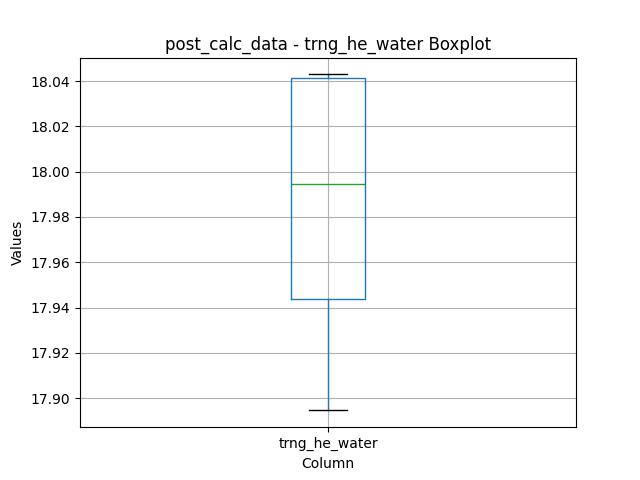 post_calc_data - trng_he_water Boxplot
18.04
18.02
18.00
17.98
17.96
17.94
17.92
17.90
Values
trng_he_water
Column